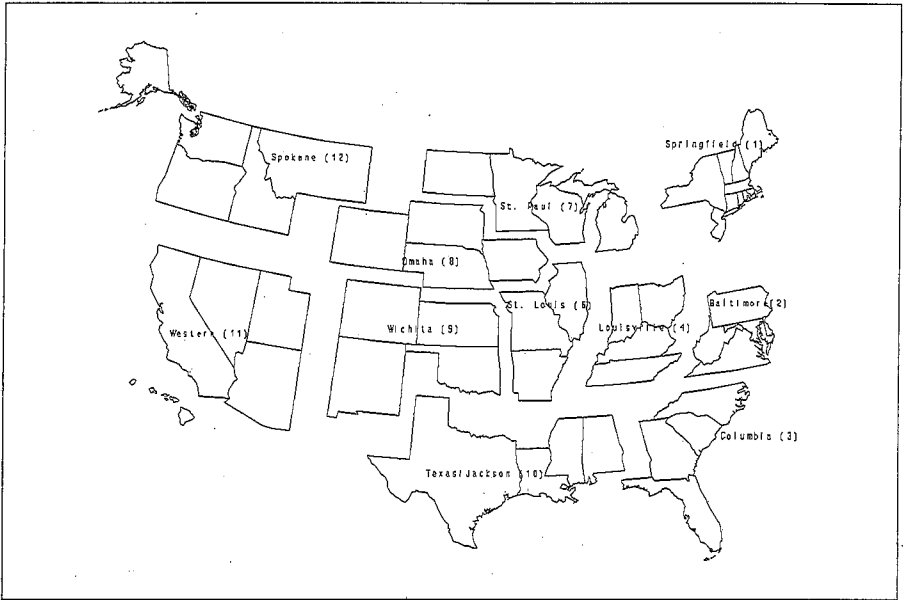 Springfield (1)
Spokane (12)
St. Paul (7)
Omaha (8)
Baltimore (2)
St. Louis (6)
Louisville (4)
Wichita (9)
Western (11)
Columbia (3)
Texas/Jackson (10)